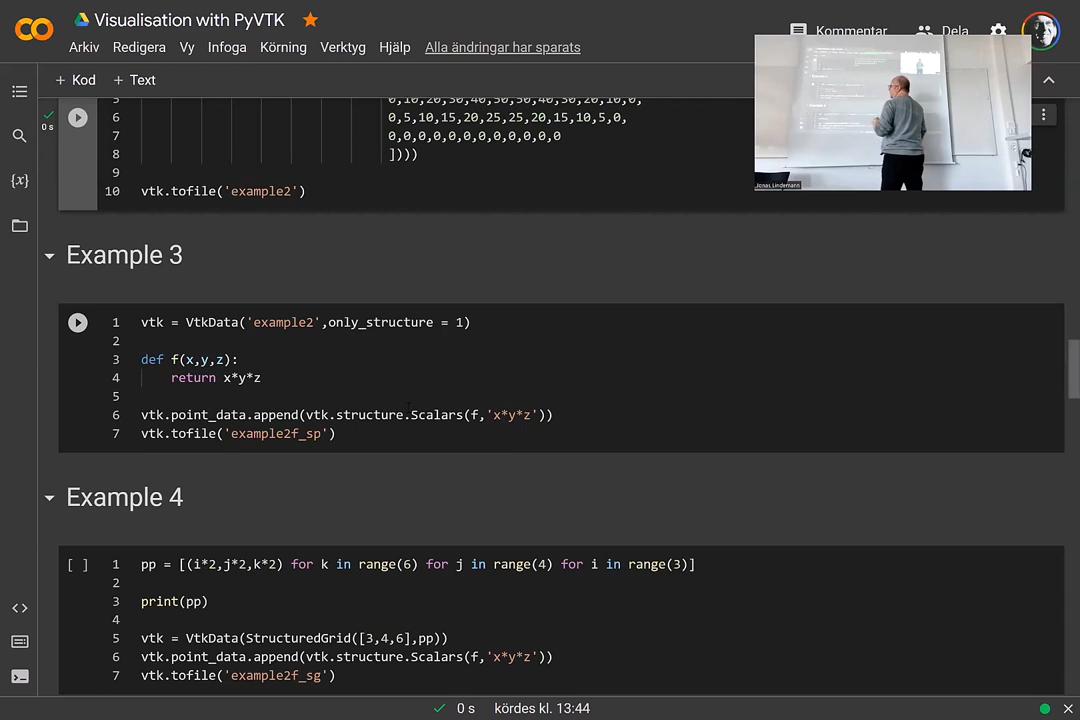 Visualisation with PyVTK
Arkiv Redigera Vy Infoga Körning Verktyg Hjälp Alla ändringar har sparats
Kommentar Dela
+ Kod + Text
0 s
5 0,10,20,30,40,50,50,40,30,20,10,0,
6 0,5,10,15,20,25,25,20,15,10,5,0,
7 0,0,0,0,0,0,0,0,0,0,0,0
8 ])))
9
10 vtk.tofile('example2')
Jonas Lindemann
Example 3
1 vtk = VtkData('example2',only_structure = 1)
2
3 def f(x,y,z):
4 return x*y*z
5
6 vtk.point_data.append(vtk.structure.Scalars(f,'x*y*z'))
7 vtk.tofile('example2f_sp')
Example 4
[ ] 1 pp = [(i*2,j*2,k*2) for k in range(6) for j in range(4) for i in range(3)]
2
3 print(pp)
4
5 vtk = VtkData(StructuredGrid([3,4,6],pp))
6 vtk.point_data.append(vtk.structure.Scalars(f,'x*y*z'))
7 vtk.tofile('example2f_sg')
0 s kördes kl. 13:44